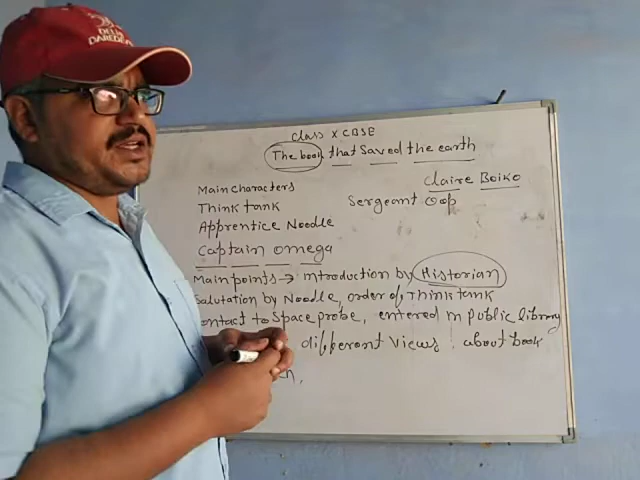 DELHI
DAREDEV
Class X CBSE
The book that Saved the earth
Claire Boiko
Main characters
Think tank
Sergeant oop
Apprentice Noodle
Captain omega
Main points → introduction by Historian
Salutation by Noodle, order of Think tank
ontact to Space probe, entered in public library
different views about book